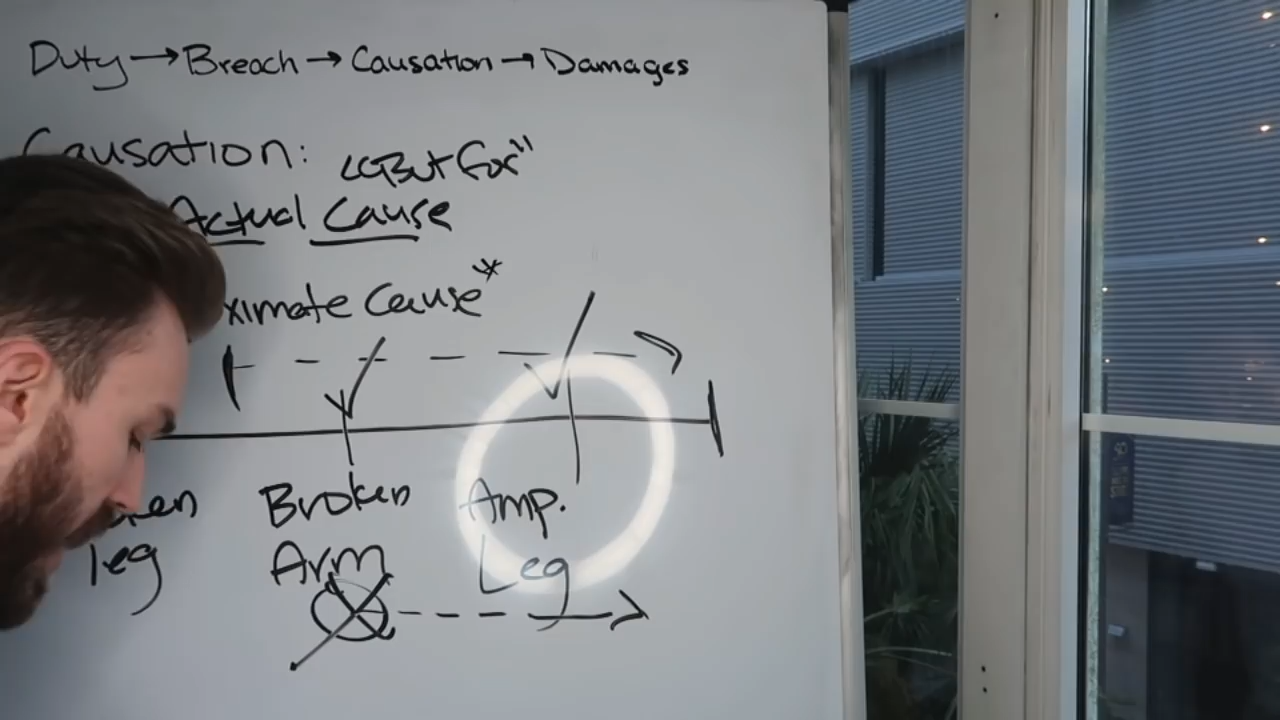 Duty → Breach → Causation → Damages
Causation: "But For"
Actual Cause
ximate Cause*
Broken Amp.
leg Arm Leg